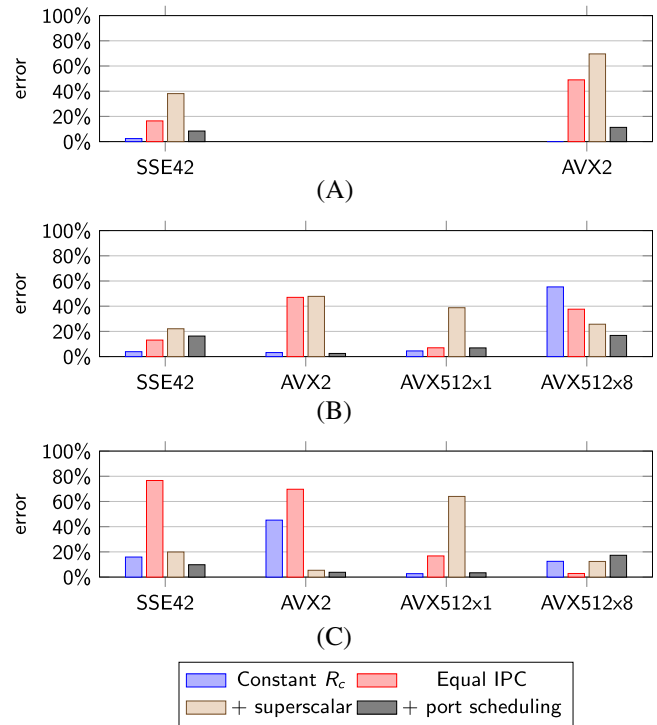 100%
80%
60%
40%
20%
0%
error
SSE42 AVX2
(A)
100%
80%
60%
40%
20%
0%
error
SSE42 AVX2 AVX512x1 AVX512x8
(B)
100%
80%
60%
40%
20%
0%
error
SSE42 AVX2 AVX512x1 AVX512x8
(C)
Constant R_c Equal IPC
+ superscalar + port scheduling